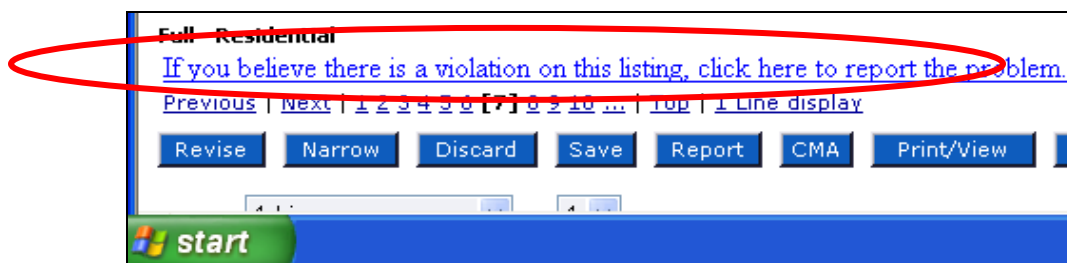 Full - Residential
If you believe there is a violation on this listing, click here to report the problem.
Previous | Next | 1 2 3 4 5 6 [7] 8 9 10 ... | Top | 1 Line display
Revise Narrow Discard Save Report CMA Print/View
start